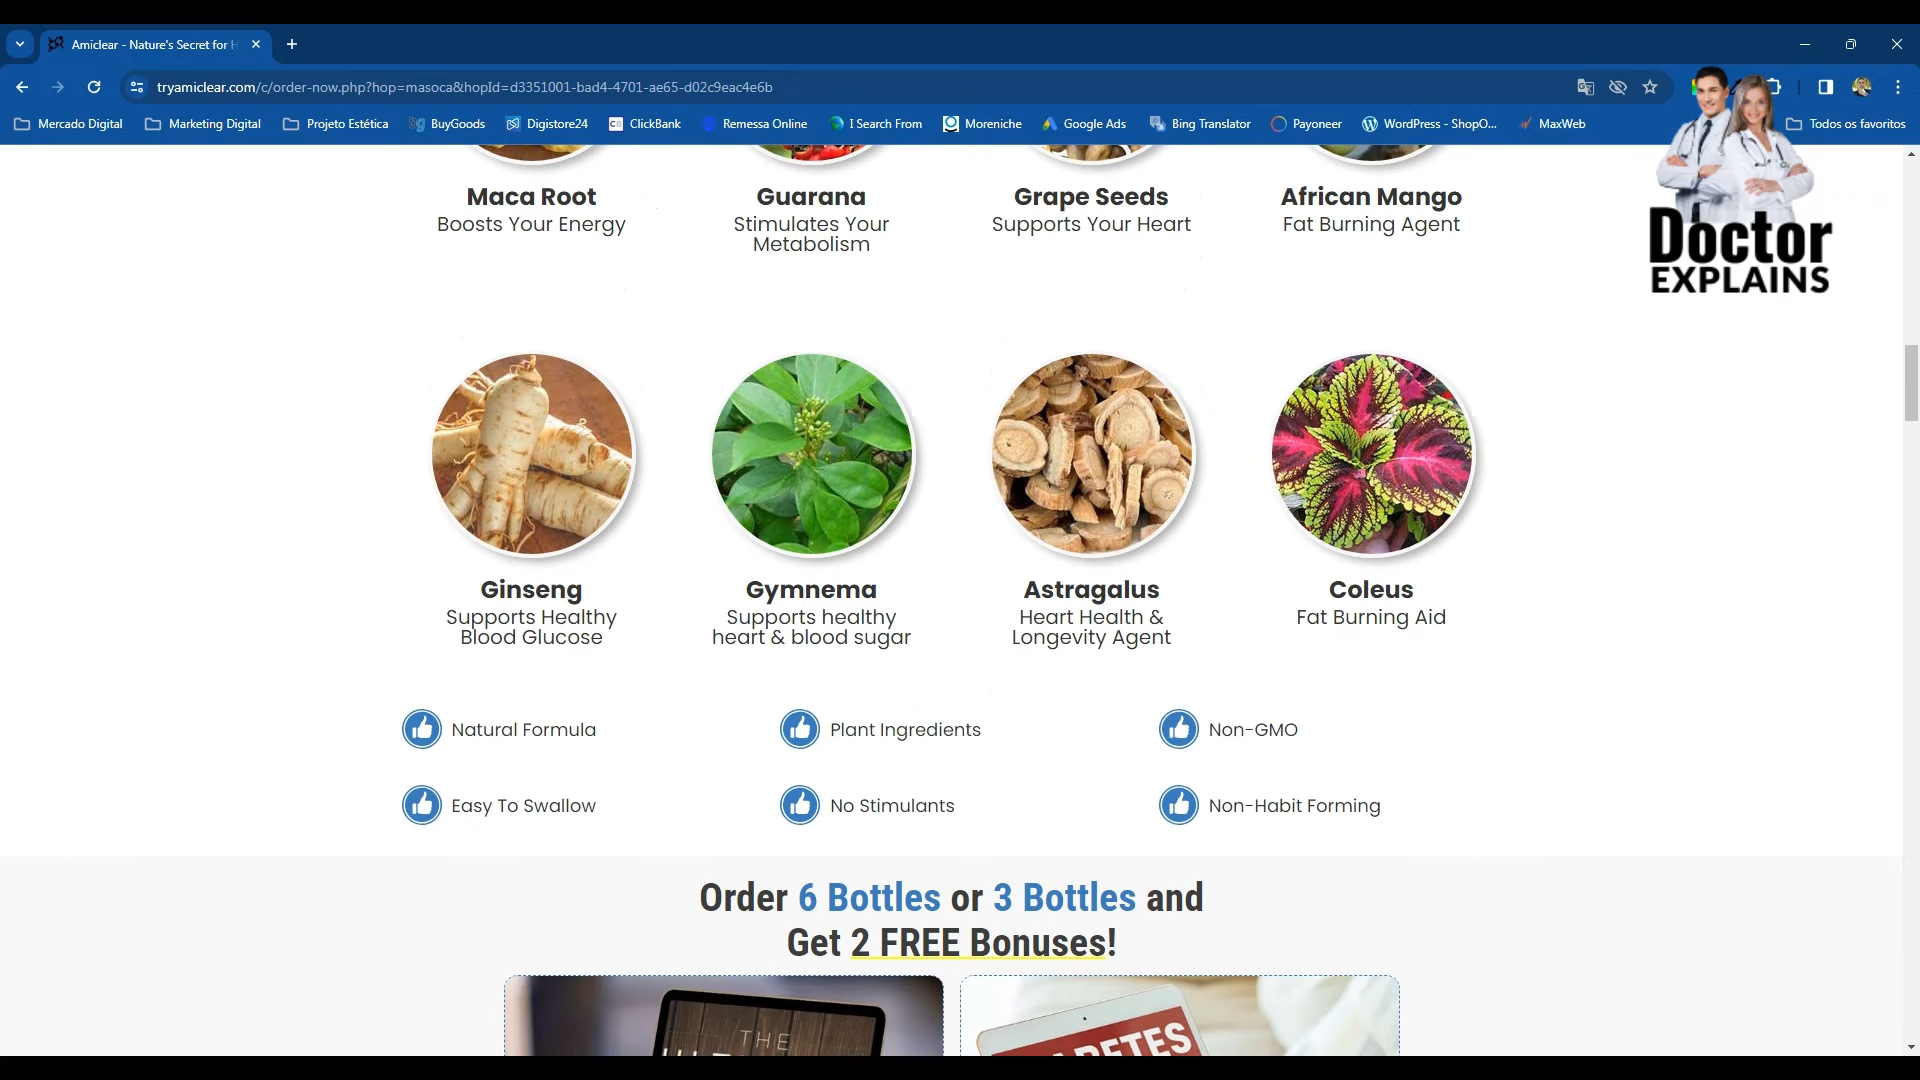 Amiclear - Nature's Secret for H
tryamiclear.com/c/order-now.php?hop=masoca&hopId=d3351001-bad4-4701-ae65-d02c9eac4e6b
Mercado Digital
Marketing Digital
Projeto Estética
BuyGoods
Digistore24
ClickBank
Remessa Online
I Search From
Moreniche
Google Ads
Bing Translator
Payoneer
WordPress - ShopO...
MaxWeb
Todos os favoritos
Doctor
EXPLAINS
Maca Root
Boosts Your Energy
Guarana
Stimulates Your
Metabolism
Grape Seeds
Supports Your Heart
African Mango
Fat Burning Agent
Ginseng
Supports Healthy
Blood Glucose
Gymnema
Supports healthy
heart & blood sugar
Astragalus
Heart Health &
Longevity Agent
Coleus
Fat Burning Aid
Natural Formula
Plant Ingredients
Non-GMO
Easy To Swallow
No Stimulants
Non-Habit Forming
Order 6 Bottles or 3 Bottles and
Get 2 FREE Bonuses!
THE